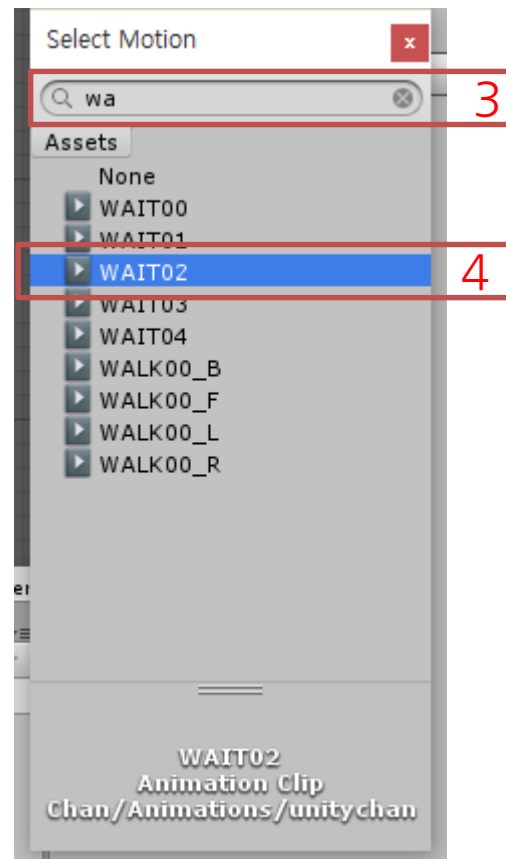 Select Motion
x
wa
3
Assets
None
WAIT00
WAIT01
WAIT02
4
WAIT03
WAIT04
WALK00_B
WALK00_F
WALK00_L
WALK00_R
er
WAIT02
Animation Clip
Chan/Animations/unitychan